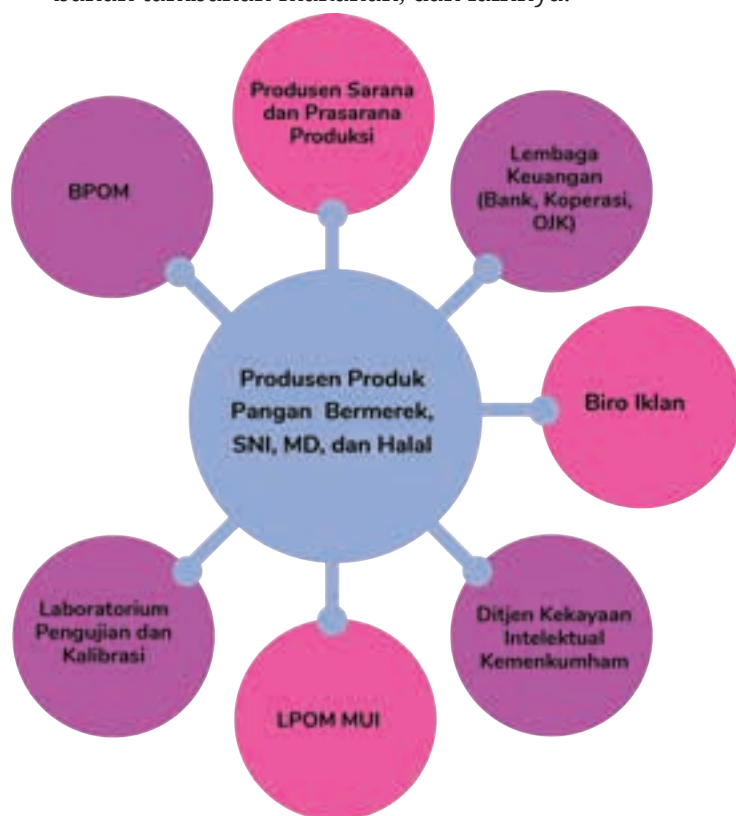 Produsen Sarana
dan Prasarana
Produksi
Lembaga
Keuangan
(Bank, Koperasi,
OJK)
BPOM
Biro Iklan
Produsen Produk
Pangan Bermerek,
SNI, MD, dan Halal
Laboratorium
Pengujian dan
Kalibrasi
Ditjen Kekayaan
Intelektual
Kemenkumham
LPOM MUI